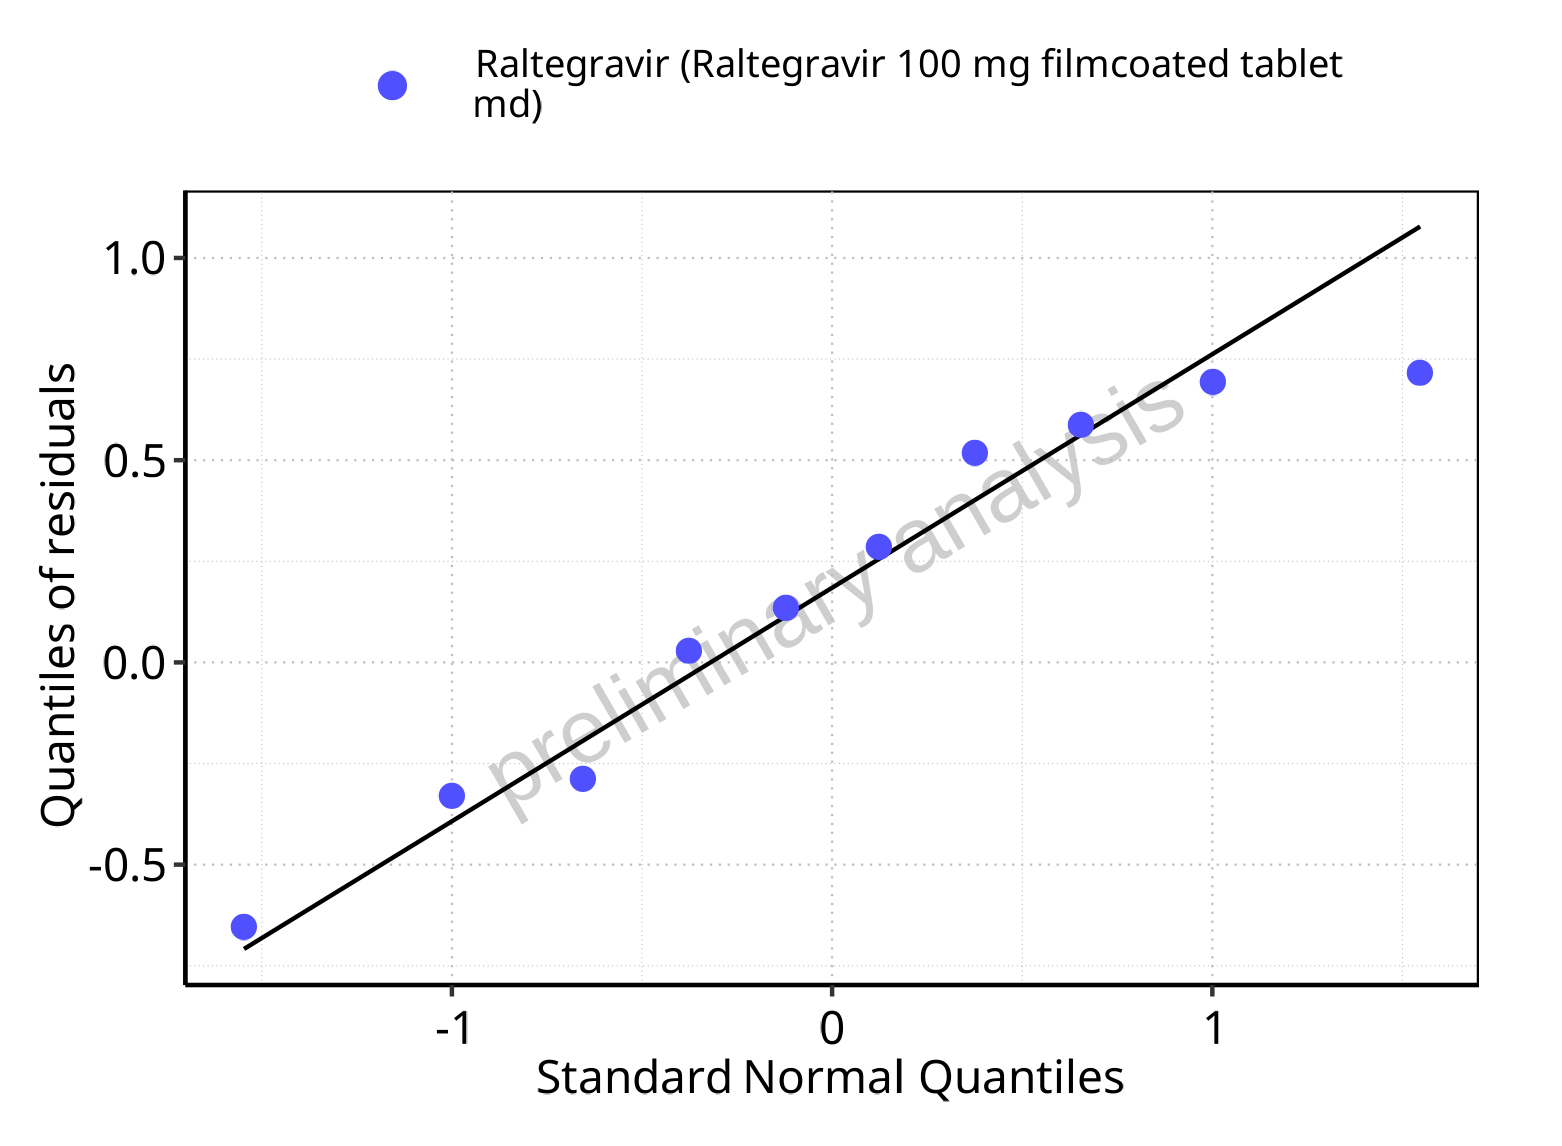 Raltegravir (Raltegravir 100 mg filmcoated tablet
md)
1.0
0.5
0.0
-0.5
Quantiles of residuals
preliminary analysis
-1
0
1
Standard Normal Quantiles